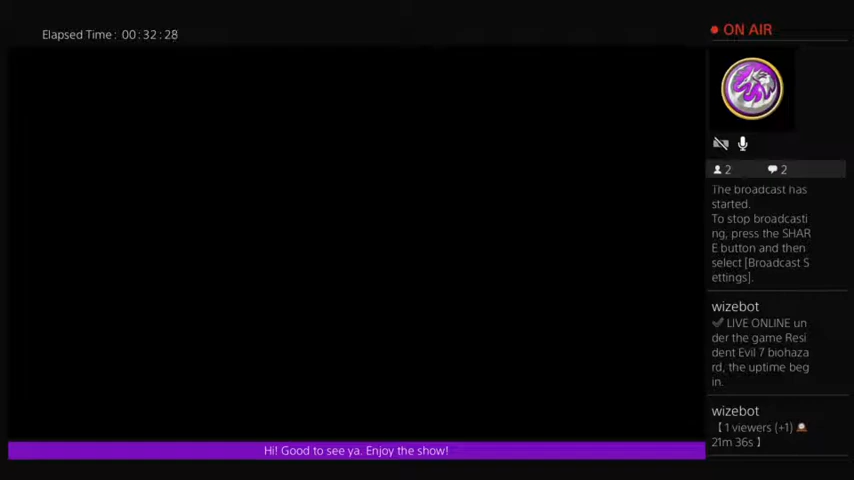 Elapsed Time: 00:32:28
ON AIR
2 2
The broadcast has
started.
To stop broadcasti
ng, press the SHAR
E button and then
select [Broadcast S
ettings].
wizebot
✔ LIVE ONLINE un
der the game Resi
dent Evil 7 biohaza
rd, the uptime beg
in.
wizebot
【 1 viewers (+1) 🕰
21m 36s 】
Hi! Good to see ya. Enjoy the show!